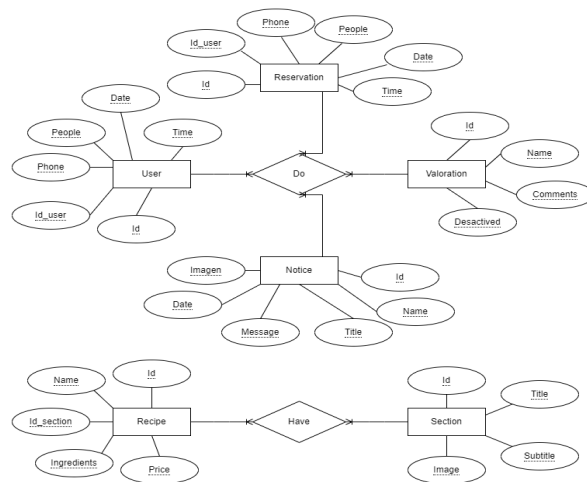 Phone
People
Id_user
Reservation
Date
Id
Time
Date
People
Time
Id
Name
Phone
User
Do
Valoration
Comments
Id_user
Id
Desactived
Imagen
Notice
Id
Date
Name
Message
Title
Name
Id
Id
Title
Id_section
Recipe
Have
Section
Ingredients
Price
Image
Subtitle